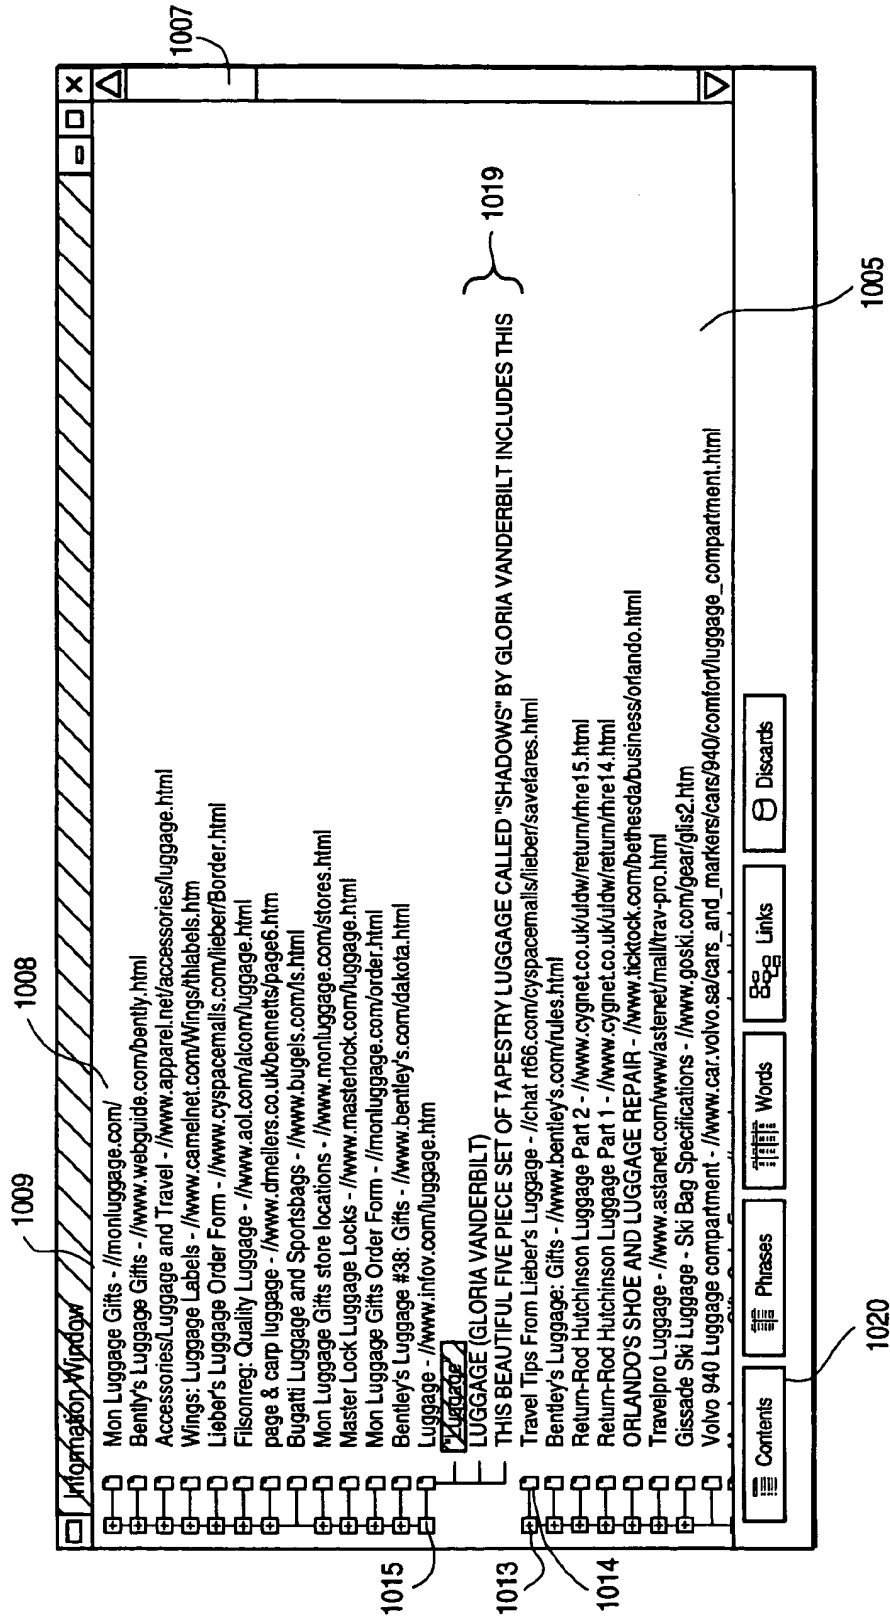 Information Window
1009
1008
1007
Mon Luggage Gifts - //monluggage.com/
Bently's Luggage Gifts - //www.webguide.com/bently.html
Accessories/Luggage and Travel - //www.apparel.net/accessories/luggage.html
Wings: Luggage Labels - //www.camelnet.com/Wings/thlabels.htm
Lieber's Luggage Order Form - //www.cyspacemalls.com/lieber/Border.html
Filsonreg: Quality Luggage - //www.aol.com/alcom/luggage.html
page & carp luggage - //www.dmellers.co.uk/bennetts/page6.htm
Bugatti Luggage and Sportsbags - //www.bugels.com/ls.html
Mon Luggage Gifts store locations - //www.monluggage.com/stores.html
Master Lock Luggage Locks - //www.masterlock.com/luggage.html
Mon Luggage Gifts Order Form - //monluggage.com/order.html
Bentley's Luggage #38: Gifts - //www.bentley's.com/dakota.html
Luggage - //www.infov.com/luggage.htm
1015
"Luggage"
LUGGAGE (GLORIA VANDERBILT)
THIS BEAUTIFUL FIVE PIECE SET OF TAPESTRY LUGGAGE CALLED "SHADOWS" BY GLORIA VANDERBILT INCLUDES THIS
1019
1013
1014
Travel Tips From Lieber's Luggage - //chat rt66.com/cyspacemalls/lieber/savefares.html
Bentley's Luggage: Gifts - //www.bentley's.com/rules.html
Return-Rod Hutchinson Luggage Part 2 - //www.cygnet.co.uk/uldw/return/rhre15.html
Return-Rod Hutchinson Luggage Part 1 - //www.cygnet.co.uk/uldw/return/rhre14.html
ORLANDO'S SHOE AND LUGGAGE REPAIR - //www.ticktock.com/bethesda/business/orlando.html
Travelpro Luggage - //www.astanet.com/www/astenet/mall/trav-pro.html
Gissade Ski Luggage - Ski Bag Specifications - //www.goski.com/gear/glis2.htm
Volvo 940 Luggage compartment - //www.car.volvo.sa/cars_and_markers/cars/940/comfort/luggage_compartment.html
1005
Contents
Phrases
Words
Links
Discards
1020